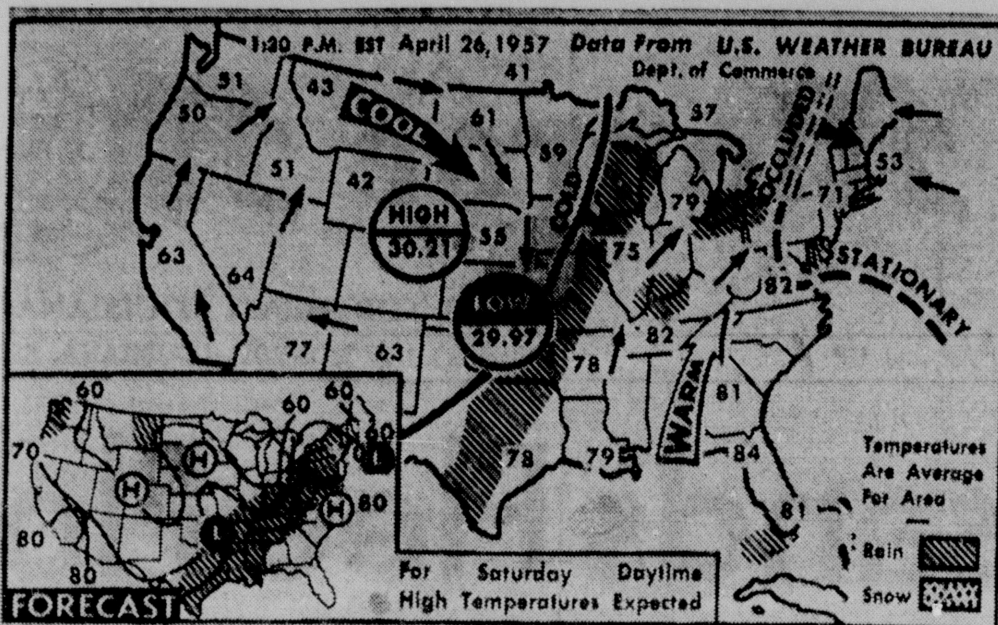 1:30 P.M. EST April 26, 1957 Data From U.S. WEATHER BUREAU
Dept. of Commerce
51
43
41
50
COOL
61
57
OCCLUDED
59
53
51
42
COLD
79
71
HIGH
30.21
55
75
63
64
82
STATIONARY
LOW
29.97
77
63
78
82
WARM
81
78
79
84
81
Temperatures
Are Average
For Area
Rain
Snow
60
60
60
60
70
70
H
H
H
80
80
80
L
L
FORECAST
For Saturday Daytime
High Temperatures Expected